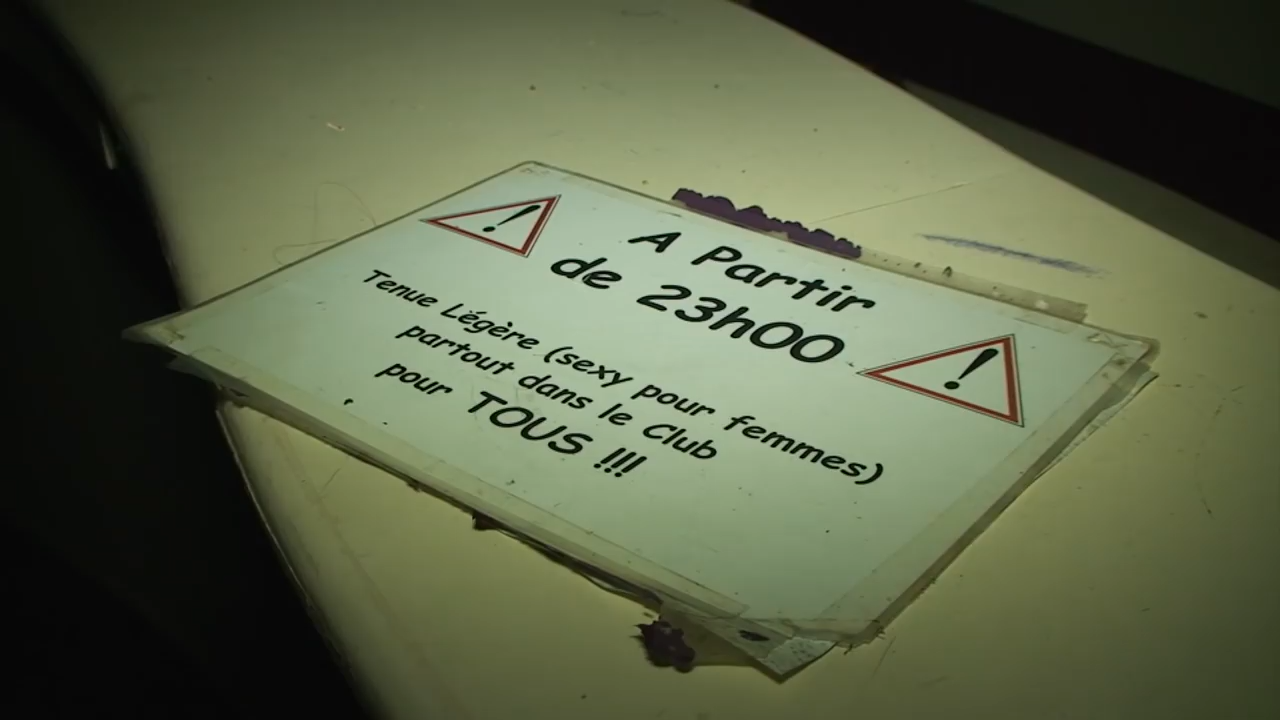 A Partir
de 23h00
Tenue Légère (sexy pour femmes)
partout dans le Club
pour TOUS !!!